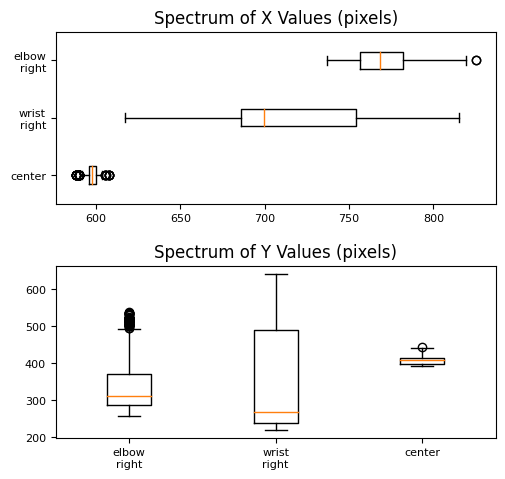 Spectrum of X Values (pixels)
elbow
right
wrist
right
center
600 650 700 750 800
Spectrum of Y Values (pixels)
600
500
400
300
200
elbow
right
wrist
right
center